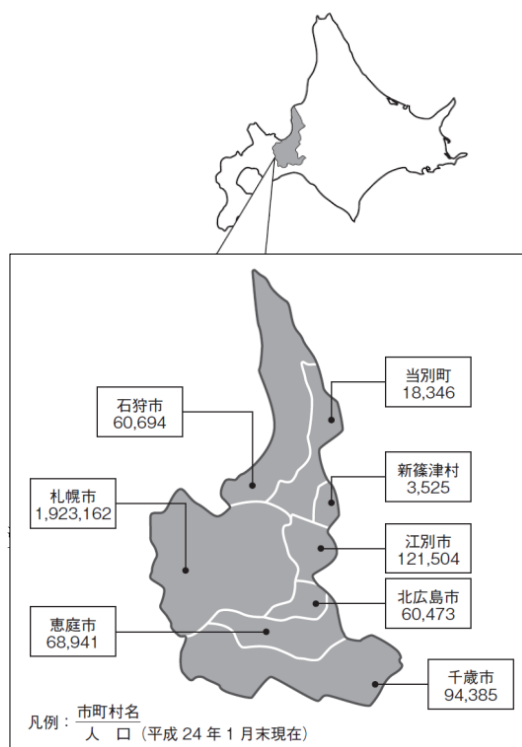 当別町
18,346
石狩市
60,694
新篠津村
3,525
札幌市
1,923,162
江別市
121,504
北広島市
60,473
恵庭市
68,941
千歳市
94,385
凡例：市町村名
人　口（平成 24 年 1 月末現在）